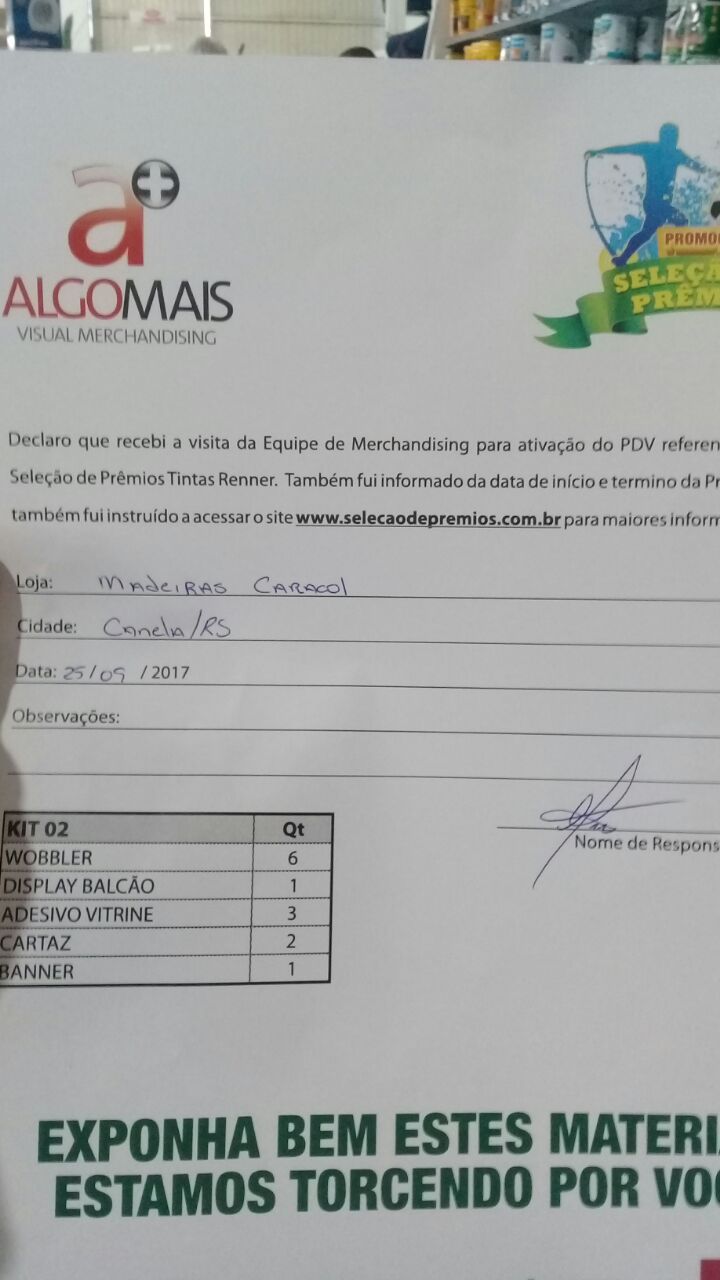 a+
ALGOMAIS
VISUAL MERCHANDISING
PROMO
SELEÇÃ
PRÊM
Declaro que recebi a visita da Equipe de Merchandising para ativação do PDV referen
Seleção de Prêmios Tintas Renner. Também fui informado da data de início e termino da Pr
também fui instruído a acessar o site www.selecaodepremios.com.br para maiores inform
Loja: MADEIRAS CARACOL
Cidade: Canela/RS
Data: 25/09 / 2017
Observações:
Nome de Respons
KIT 02 Qt
WOBBLER 6
DISPLAY BALCÃO 1
ADESIVO VITRINE 3
CARTAZ 2
BANNER 1
EXPONHA BEM ESTES MATERI
ESTAMOS TORCENDO POR VO